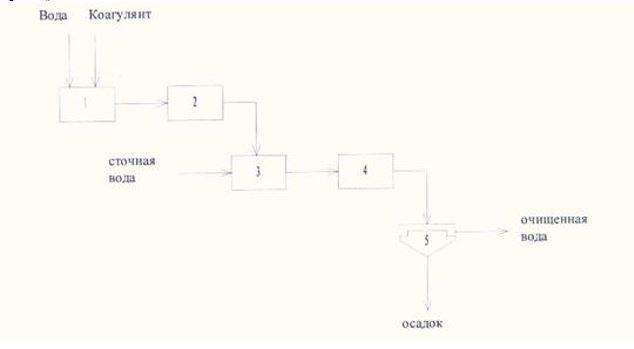 Вода Коагулянт
1
2
сточная
вода
3
4
5
очищенная
вода
осадок